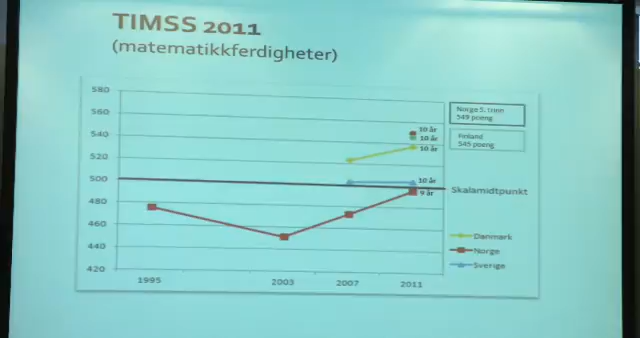 TIMSS 2011
(matematikkferdigheter)
580
560
540
520
500
480
460
440
420
1995
2003
2007
2011
10 år
10 år
10 år
10 år
9 år
Norge 5. trinn
549 poeng
Finland
545 poeng
Skalamidtpunkt
Danmark
Norge
Sverige